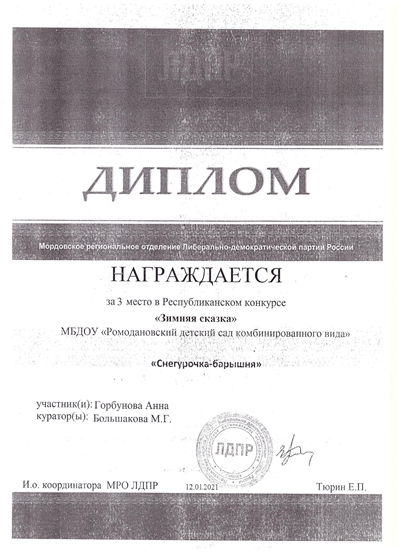 ЛДПР
ДИПЛОМ
Мордовское региональное отделение Либерально-демократической партии России
НАГРАЖДАЕТСЯ
за 3 место в Республиканском конкурсе
«Зимняя сказка»
МБДОУ «Ромодановский детский сад комбинированного вида»
«Снегурочка-барышня»
участник(и): Горбунова Анна
куратор(ы): Большакова М.Г.
ЛДПР
И.о. координатора МРО ЛДПР 12.01.2021 Тюрин Е.П.